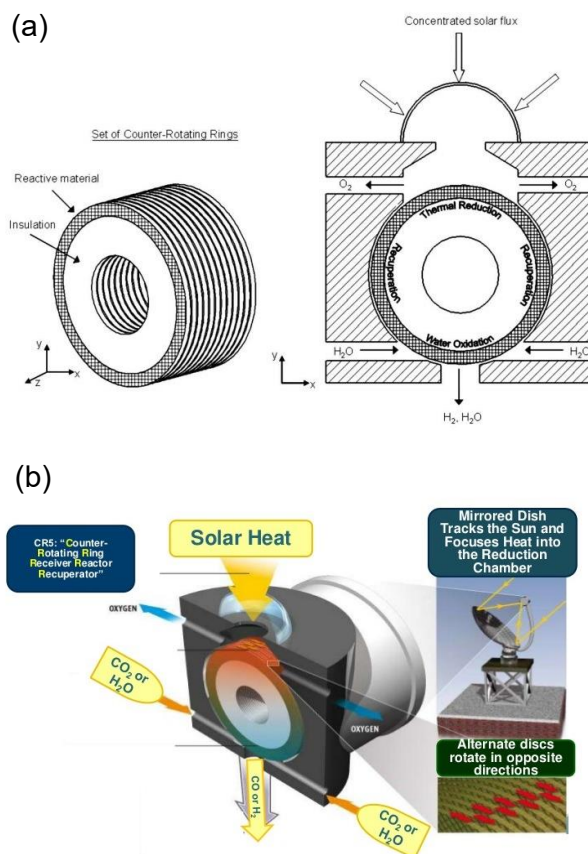 (a)
Concentrated solar flux
Set of Counter-Rotating Rings
Reactive material
Insulation
O2
O2
Thermal Reduction
Recuperation
Recuperation
Water Oxidation
H2O
H2O
y
x
z
y
x
H2, H2O
(b)
CR5: "Counter-
Rotating Ring
Receiver Reactor
Recuperator"
Solar Heat
Mirrored Dish
Tracks the Sun and
Focuses Heat into
the Reduction
Chamber
OXYGEN
CO2 or
H2O
OXYGEN
CO or H2
CO2 or
H2O
Alternate discs
rotate in opposite
directions